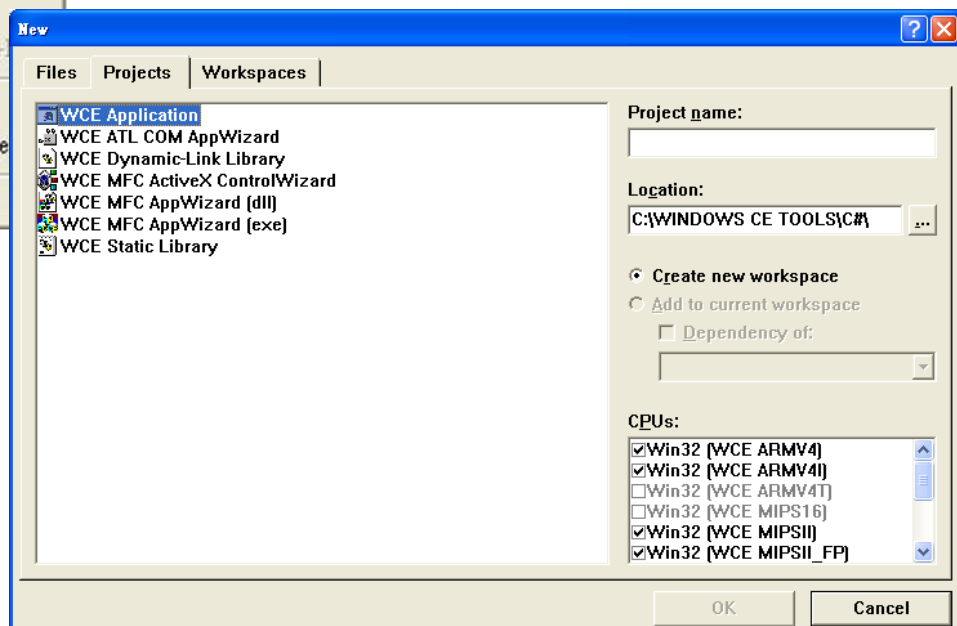 New
Files Projects Workspaces
WCE Application
WCE ATL COM AppWizard
WCE Dynamic-Link Library
WCE MFC ActiveX ControlWizard
WCE MFC AppWizard (dll)
WCE MFC AppWizard (exe)
WCE Static Library
Project name:
Location:
C:\WINDOWS CE TOOLS\C#\
...
Create new workspace
Add to current workspace
Dependency of:
CPUs:
Win32 (WCE ARMV4)
Win32 (WCE ARMV4I)
Win32 (WCE ARMV4T)
Win32 (WCE MIPS16)
Win32 (WCE MIPSII)
Win32 (WCE MIPSII_FP)
OK Cancel